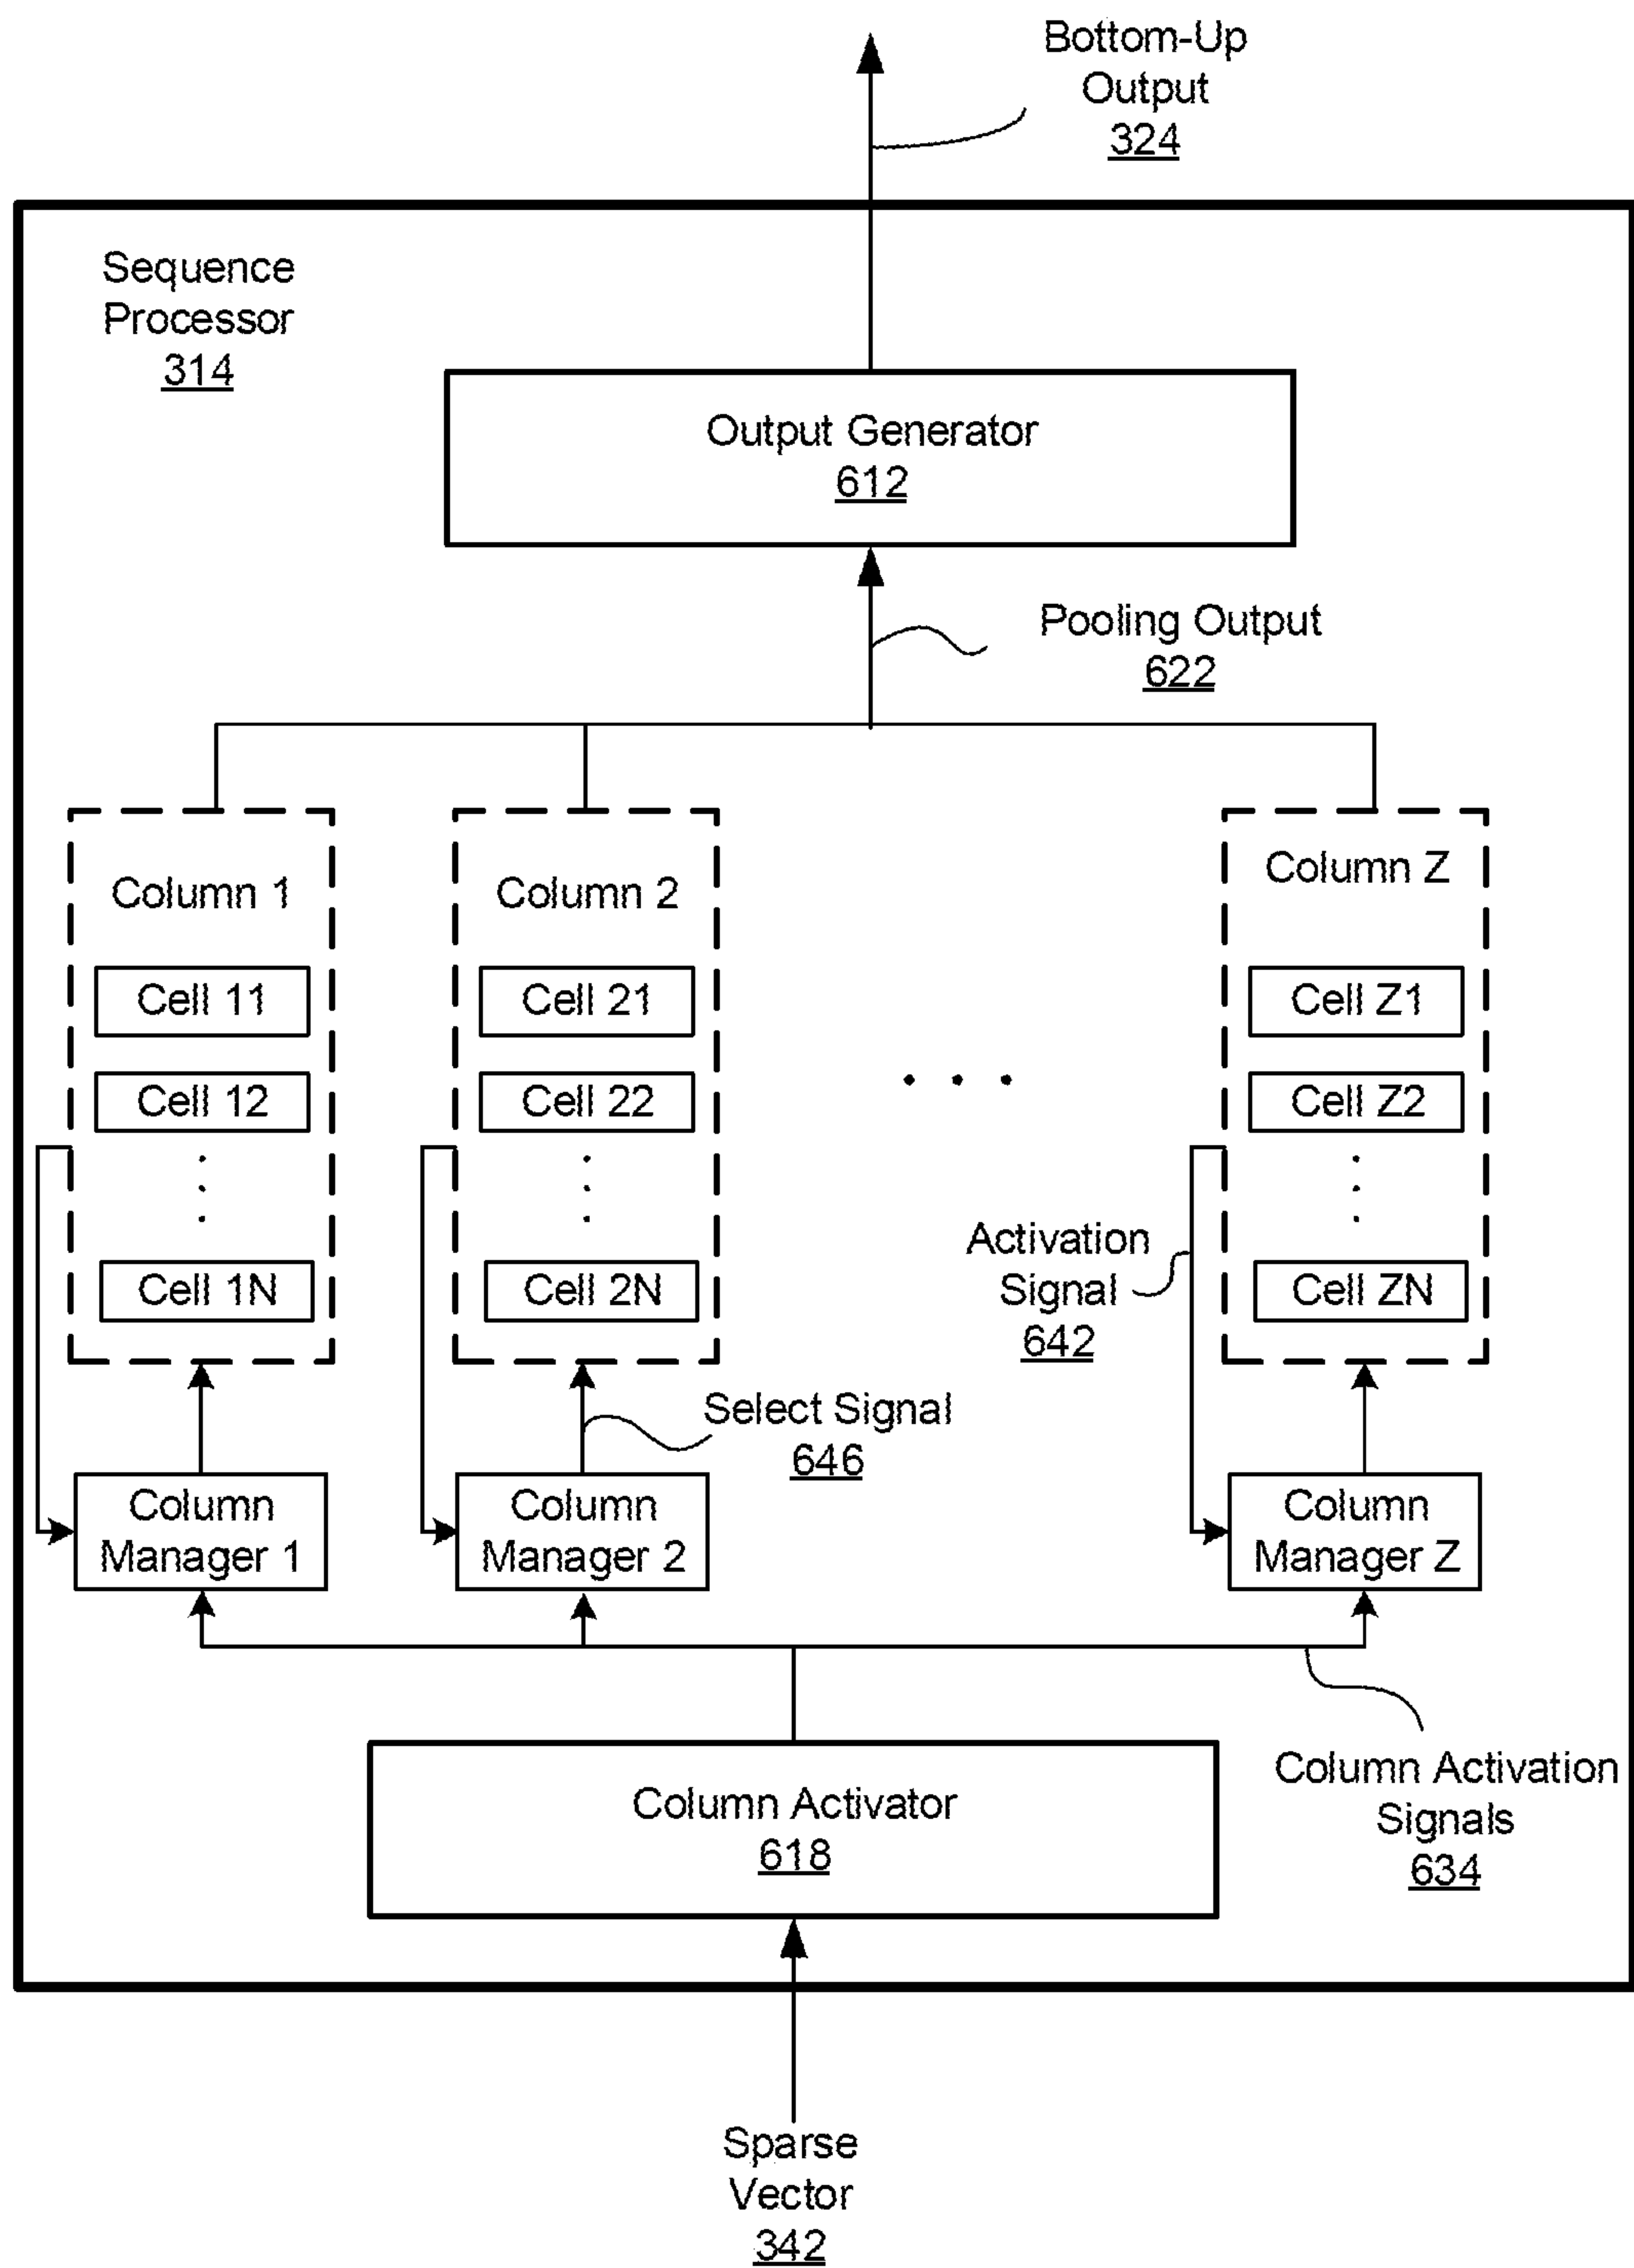 Bottom-Up
Output
324
Sequence
Processor
314
Output Generator
612
Pooling Output
622
Column 1
Column 2
Column Z
Cell 11
Cell 21
Cell Z1
Cell 12
Cell 22
Cell Z2
Cell 1N
Cell 2N
Cell ZN
Activation
Signal
642
Select Signal
646
Column
Manager 1
Column
Manager 2
Column
Manager Z
Column Activator
618
Column Activation
Signals
634
Sparse
Vector
342